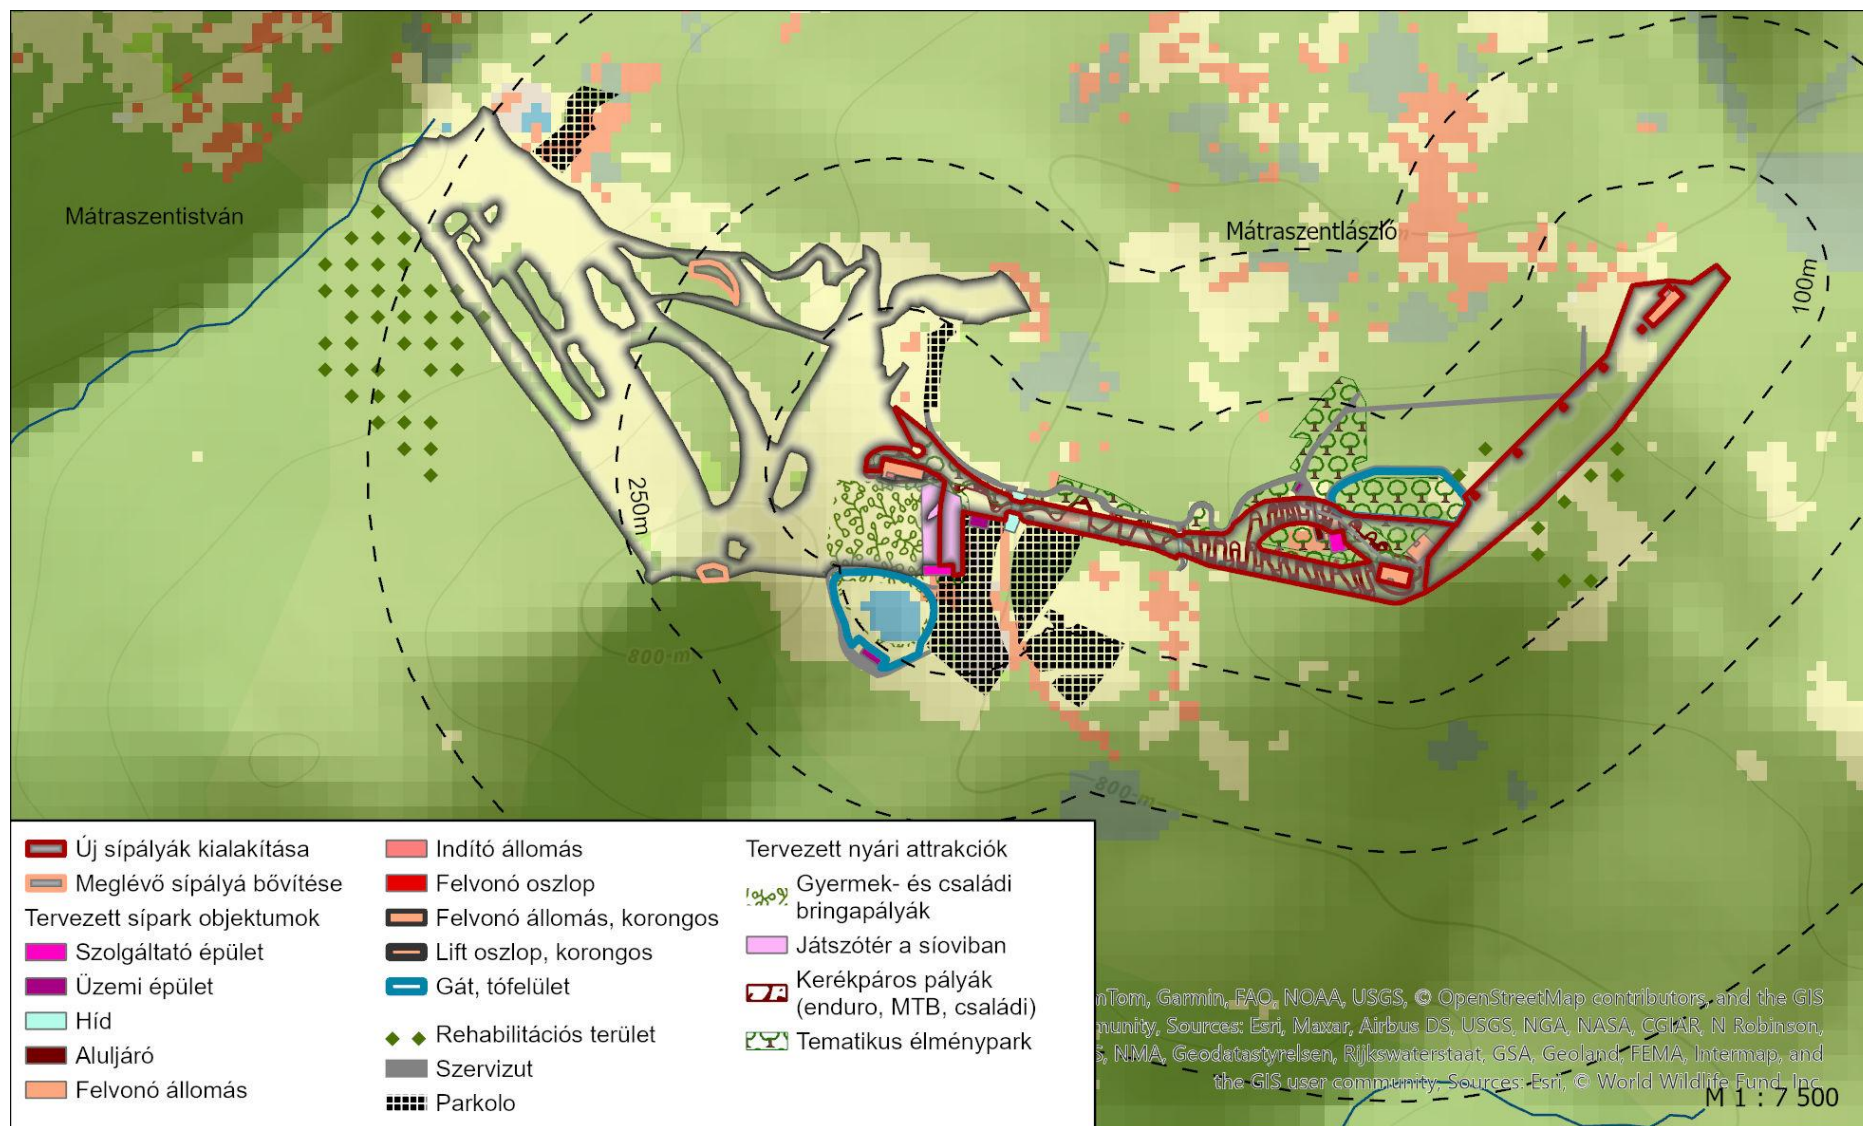 Mátraszentistván
Mátraszentlászló
100m
250m
800 m
800 m
Új sípályák kialakítása
Meglévő sípályá bővítése
Tervezett sípark objektumok
Szolgáltató épület
Üzemi épület
Híd
Aluljáró
Felvonó állomás
Indító állomás
Felvonó oszlop
Felvonó állomás, korongos
Lift oszlop, korongos
Gát, tófelület
Rehabilitációs terület
Szervizut
Parkolo
Tervezett nyári attrakciók
Gyermek- és családi
bringapályák
Játszótér a síoviban
Kerékpáros pályák
(enduro, MTB, családi)
Tematikus élménypark
Garmin, FAO, NOAA, USGS, © OpenStreetMap contributors, and the GIS
Sources: Esri, Maxar, Airbus DS, USGS, NGA, NASA, CGIAR, N Robinson,
NMA, Geodatastyrelsen, Rijkswaterstaat, GSA, Geoland, FEMA, Intermap, and
the GIS user community; Sources: Esri, © World Wildlife Fund, Inc.
M 1 : 7 500